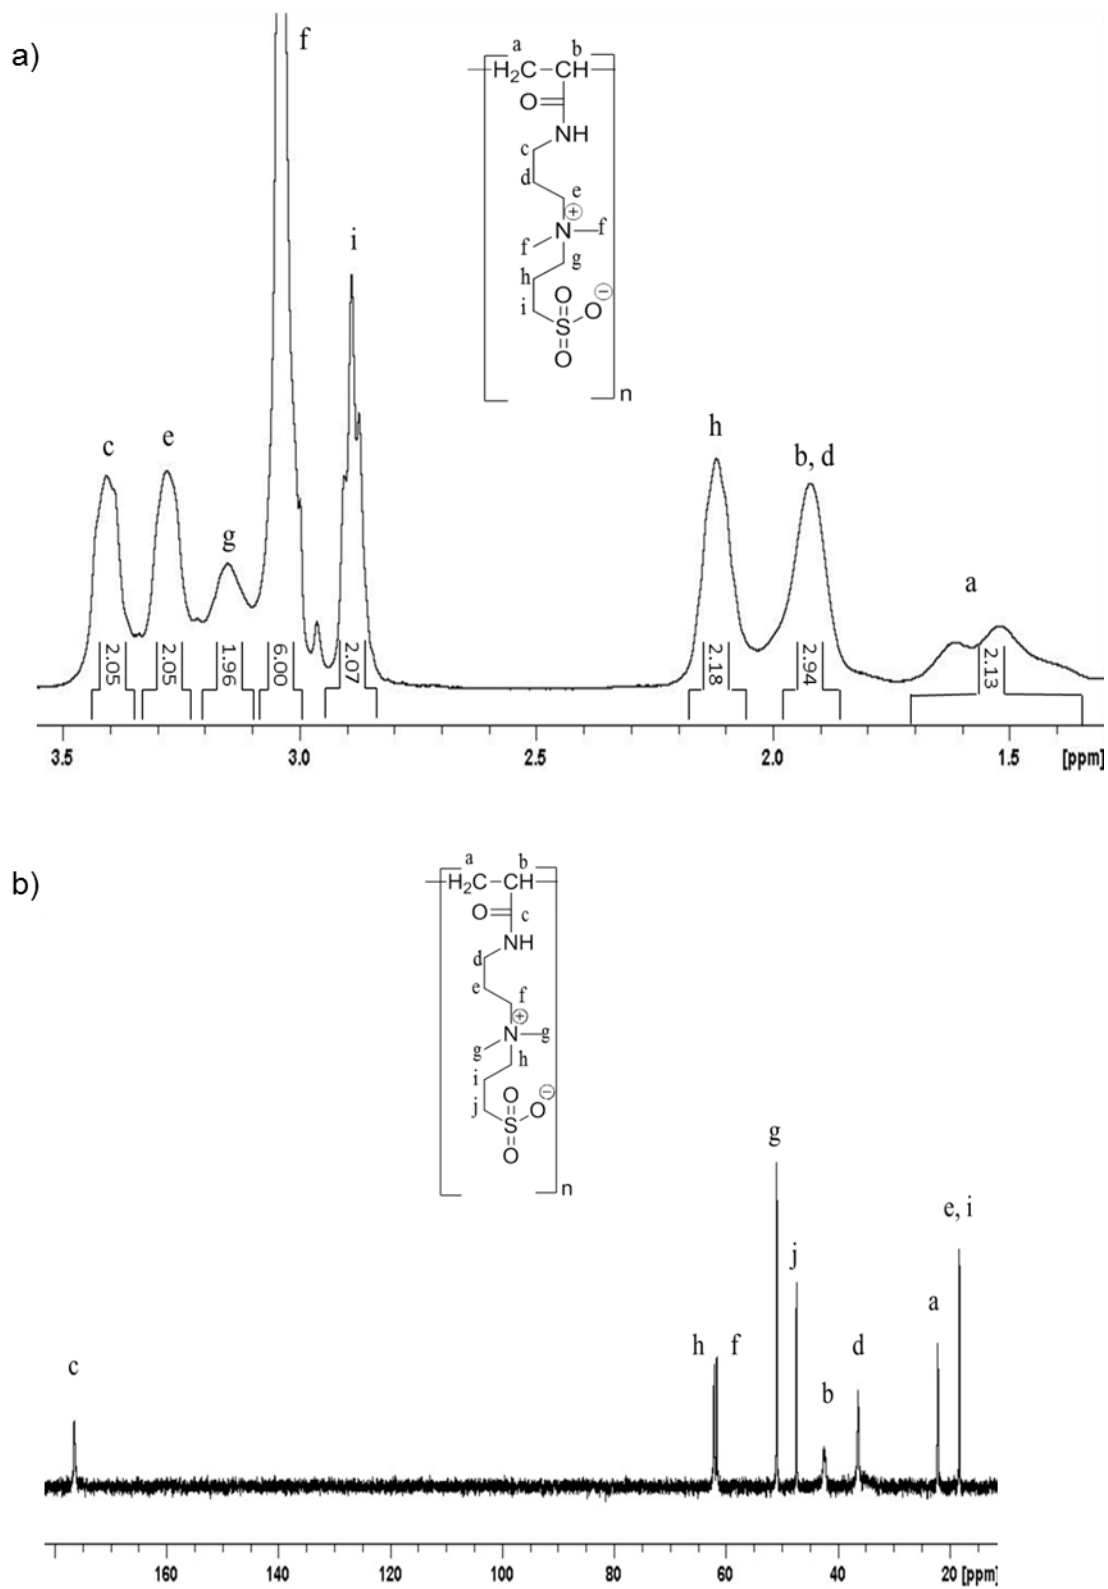 a)
f
a b
H₂C CH
O NH
c
d
e
⊕
N
f f
g
h
i
O O ⊖
S
O
n
i
c e g h b, d a
2.05 2.05 1.96 6.00 2.07 2.18 2.94 2.13
3.5 3.0 2.5 2.0 1.5 [ppm]
b)
a b
H₂C CH
O c
NH
d
e f
⊕
N
g g
h
i
j
O O ⊖
S
O
n
g
e, i
j
a
h f d
c
b
160 140 120 100 80 60 40 20 [ppm]